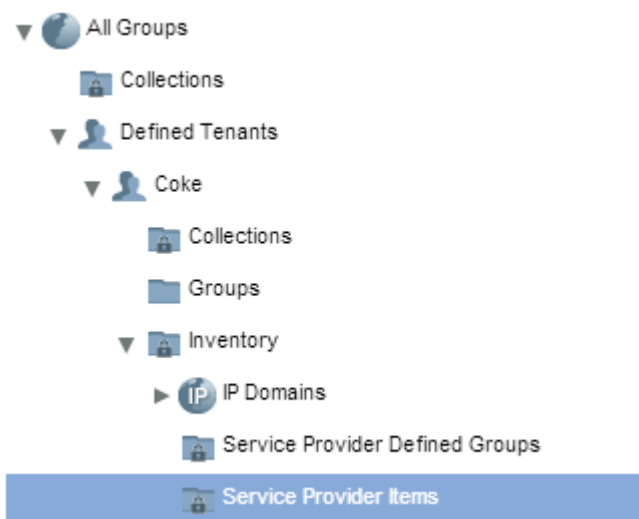 All Groups
Collections
Defined Tenants
Coke
Collections
Groups
Inventory
IP IP Domains
Service Provider Defined Groups
Service Provider Items